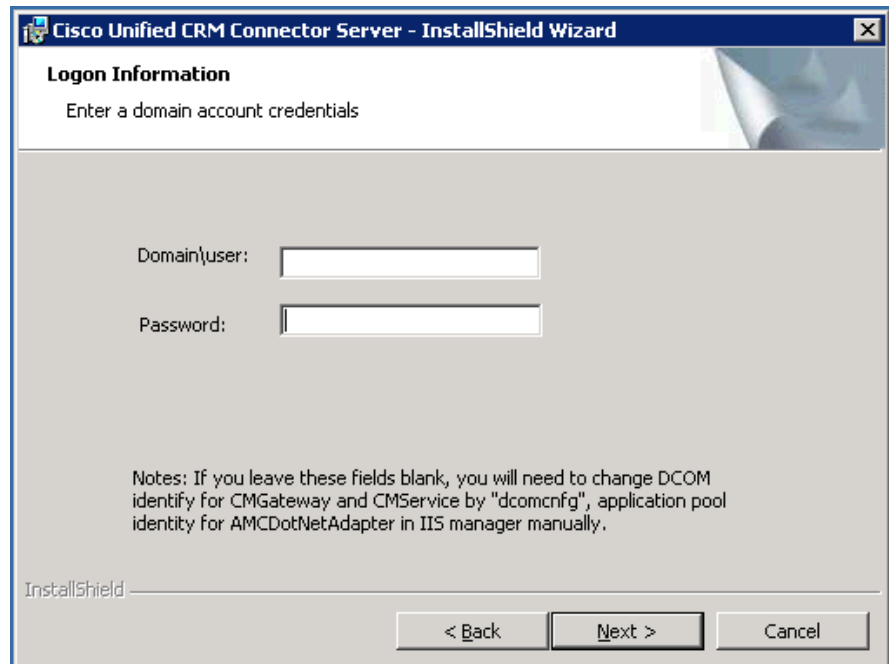 Cisco Unified CRM Connector Server - InstallShield Wizard
Logon Information
Enter a domain account credentials
Domain\user:
Password:
Notes: If you leave these fields blank, you will need to change DCOM
identify for CMGateway and CMService by "dcomcnfg", application pool
identity for AMCDotNetAdapter in IIS manager manually.
InstallShield
< Back
Next >
Cancel